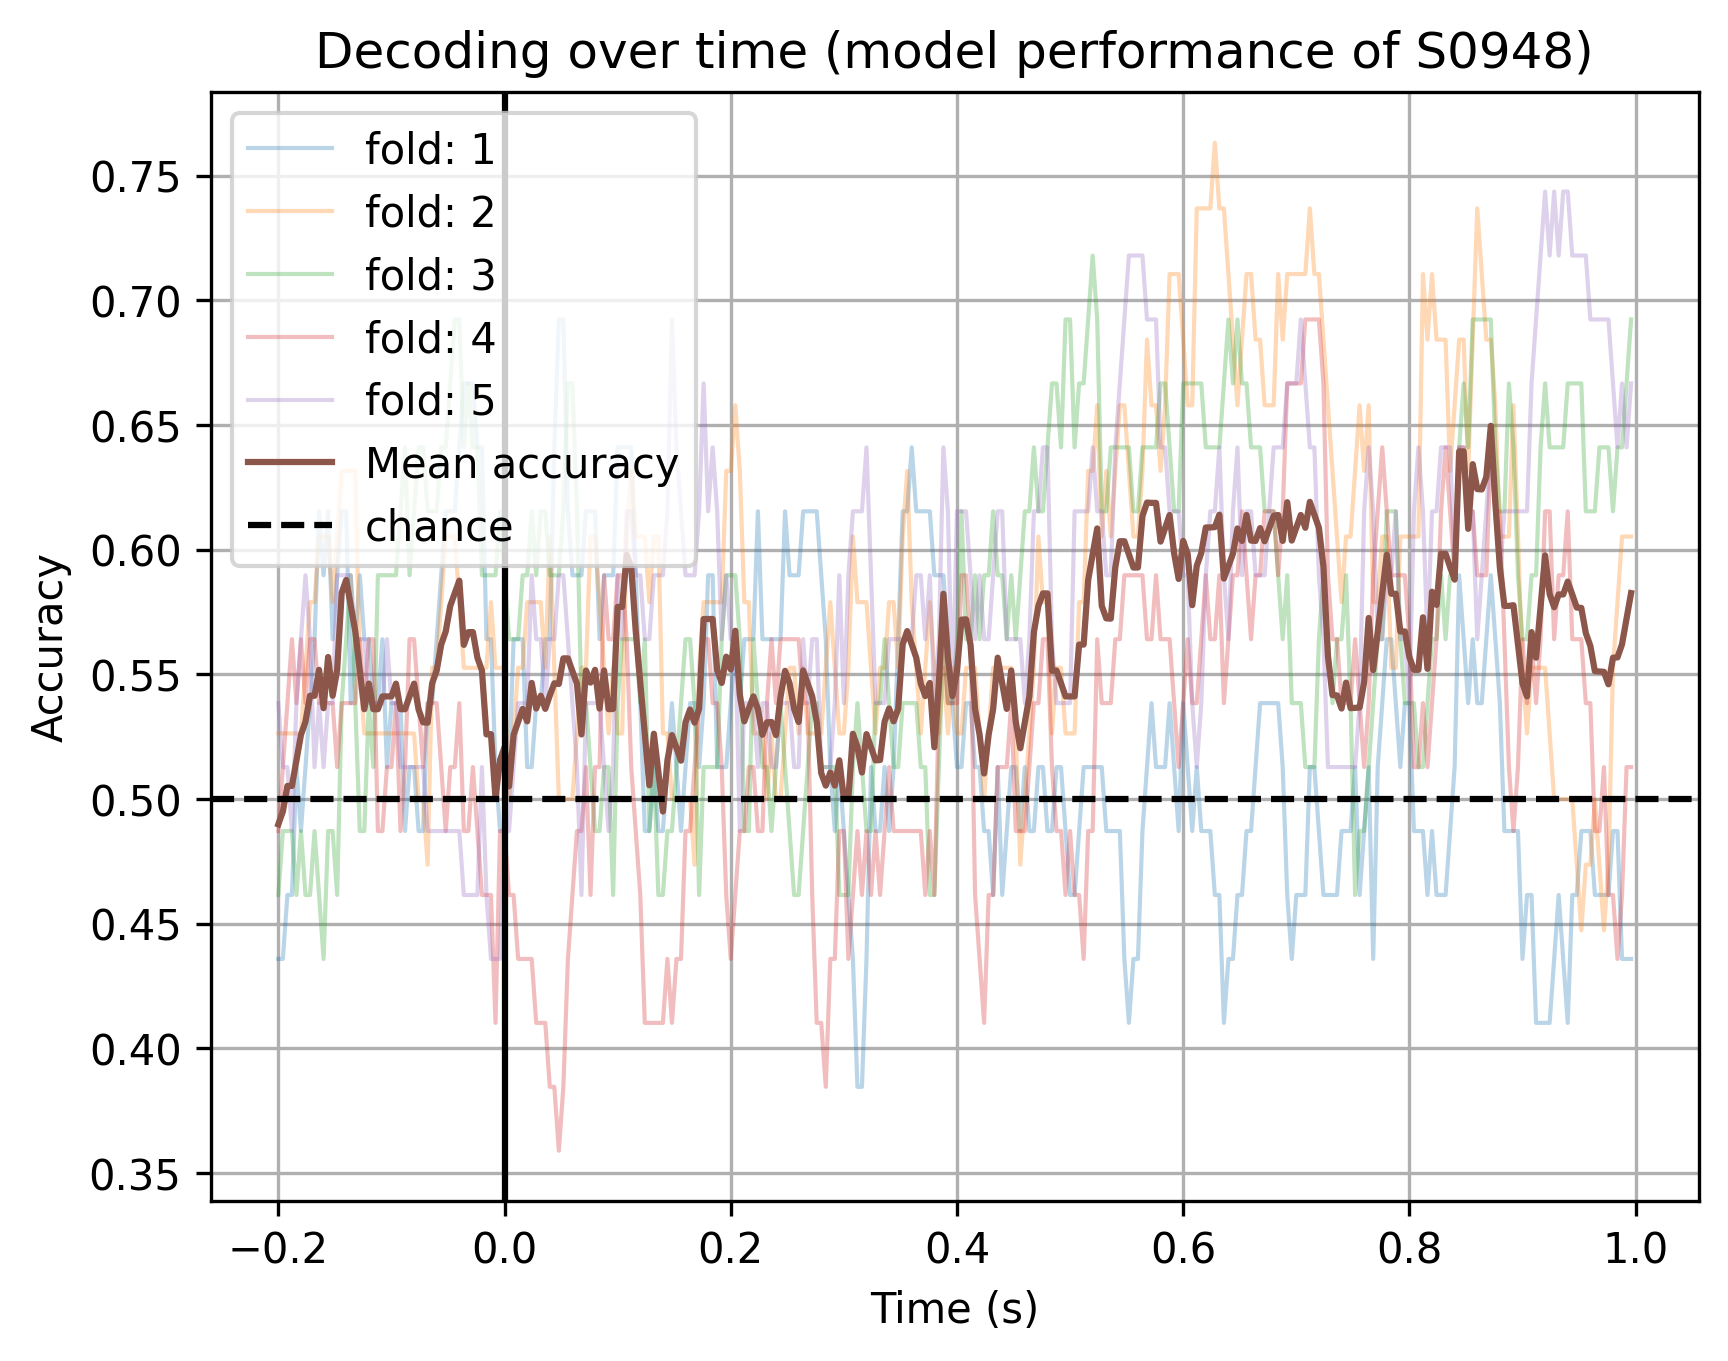 Decoding over time (model performance of S0948)
fold: 1
fold: 2
fold: 3
fold: 4
fold: 5
Mean accuracy
chance
Accuracy
0.75
0.70
0.65
0.60
0.55
0.50
0.45
0.40
0.35
−0.2 0.0 0.2 0.4 0.6 0.8 1.0
Time (s)